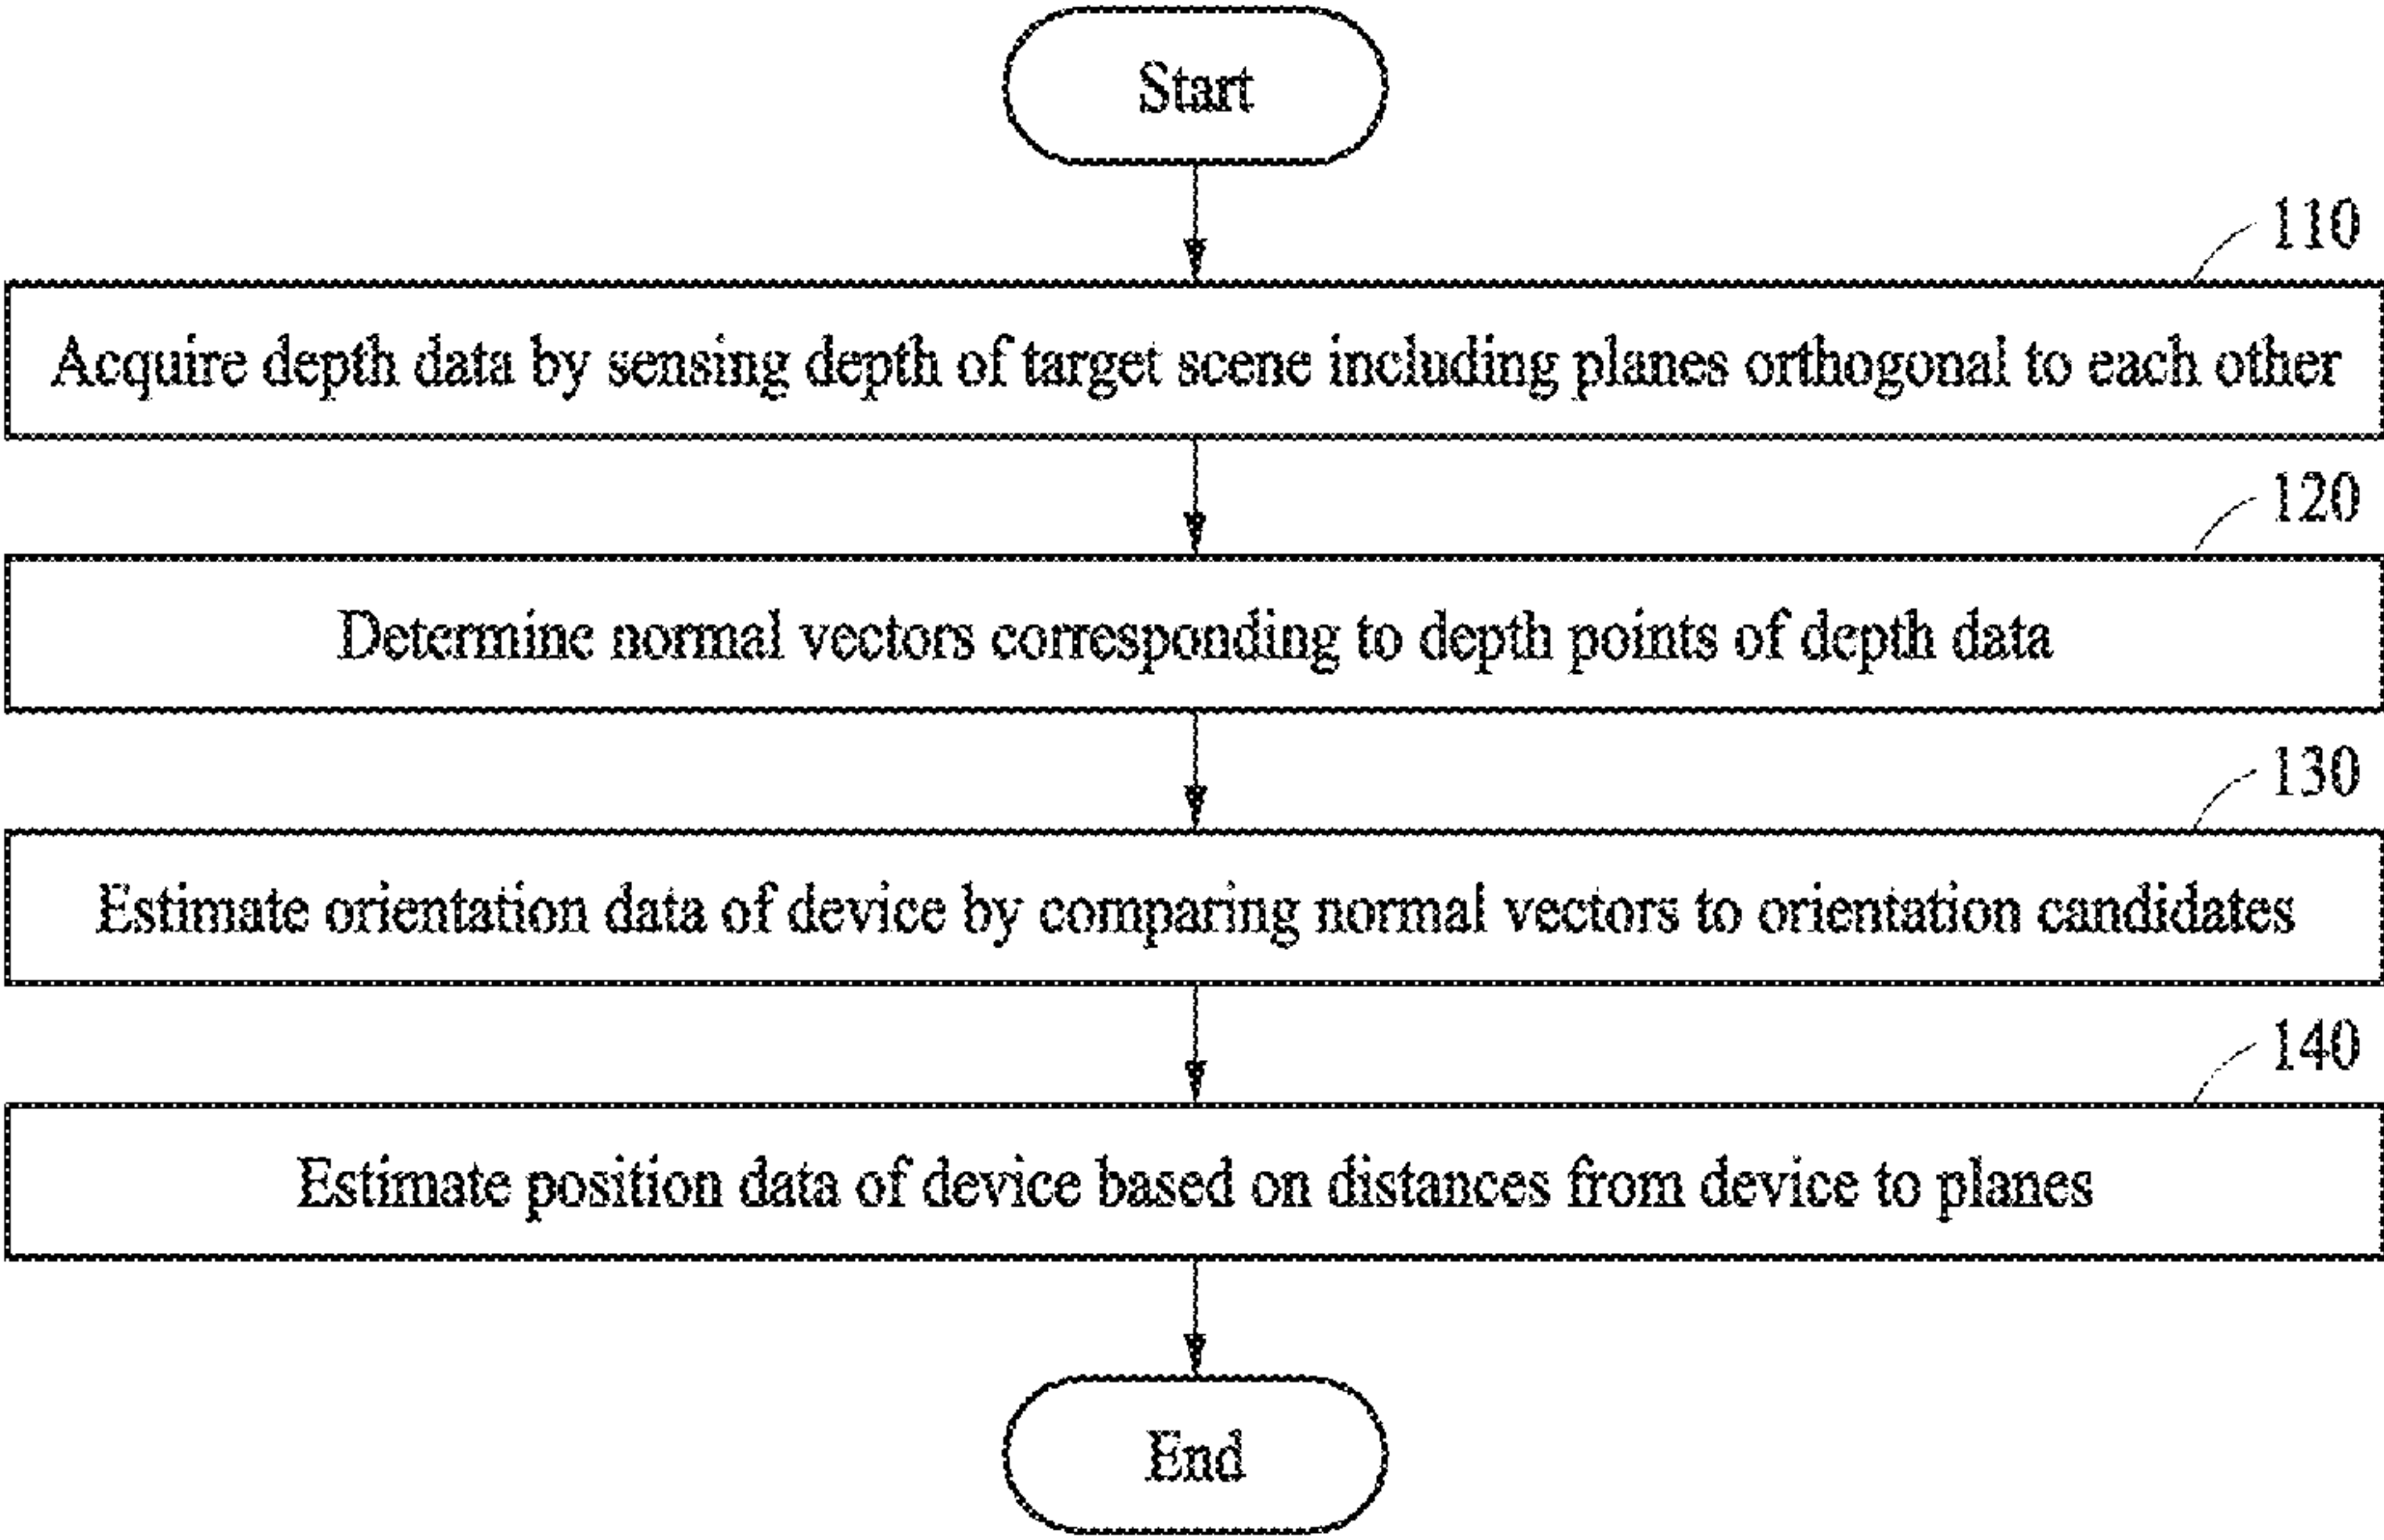 Start
110
Acquire depth data by sensing depth of target scene including planes orthogonal to each other
120
Determine normal vectors corresponding to depth points of depth data
130
Estimate orientation data of device by comparing normal vectors to orientation candidates
140
Estimate position data of device based on distances from device to planes
End